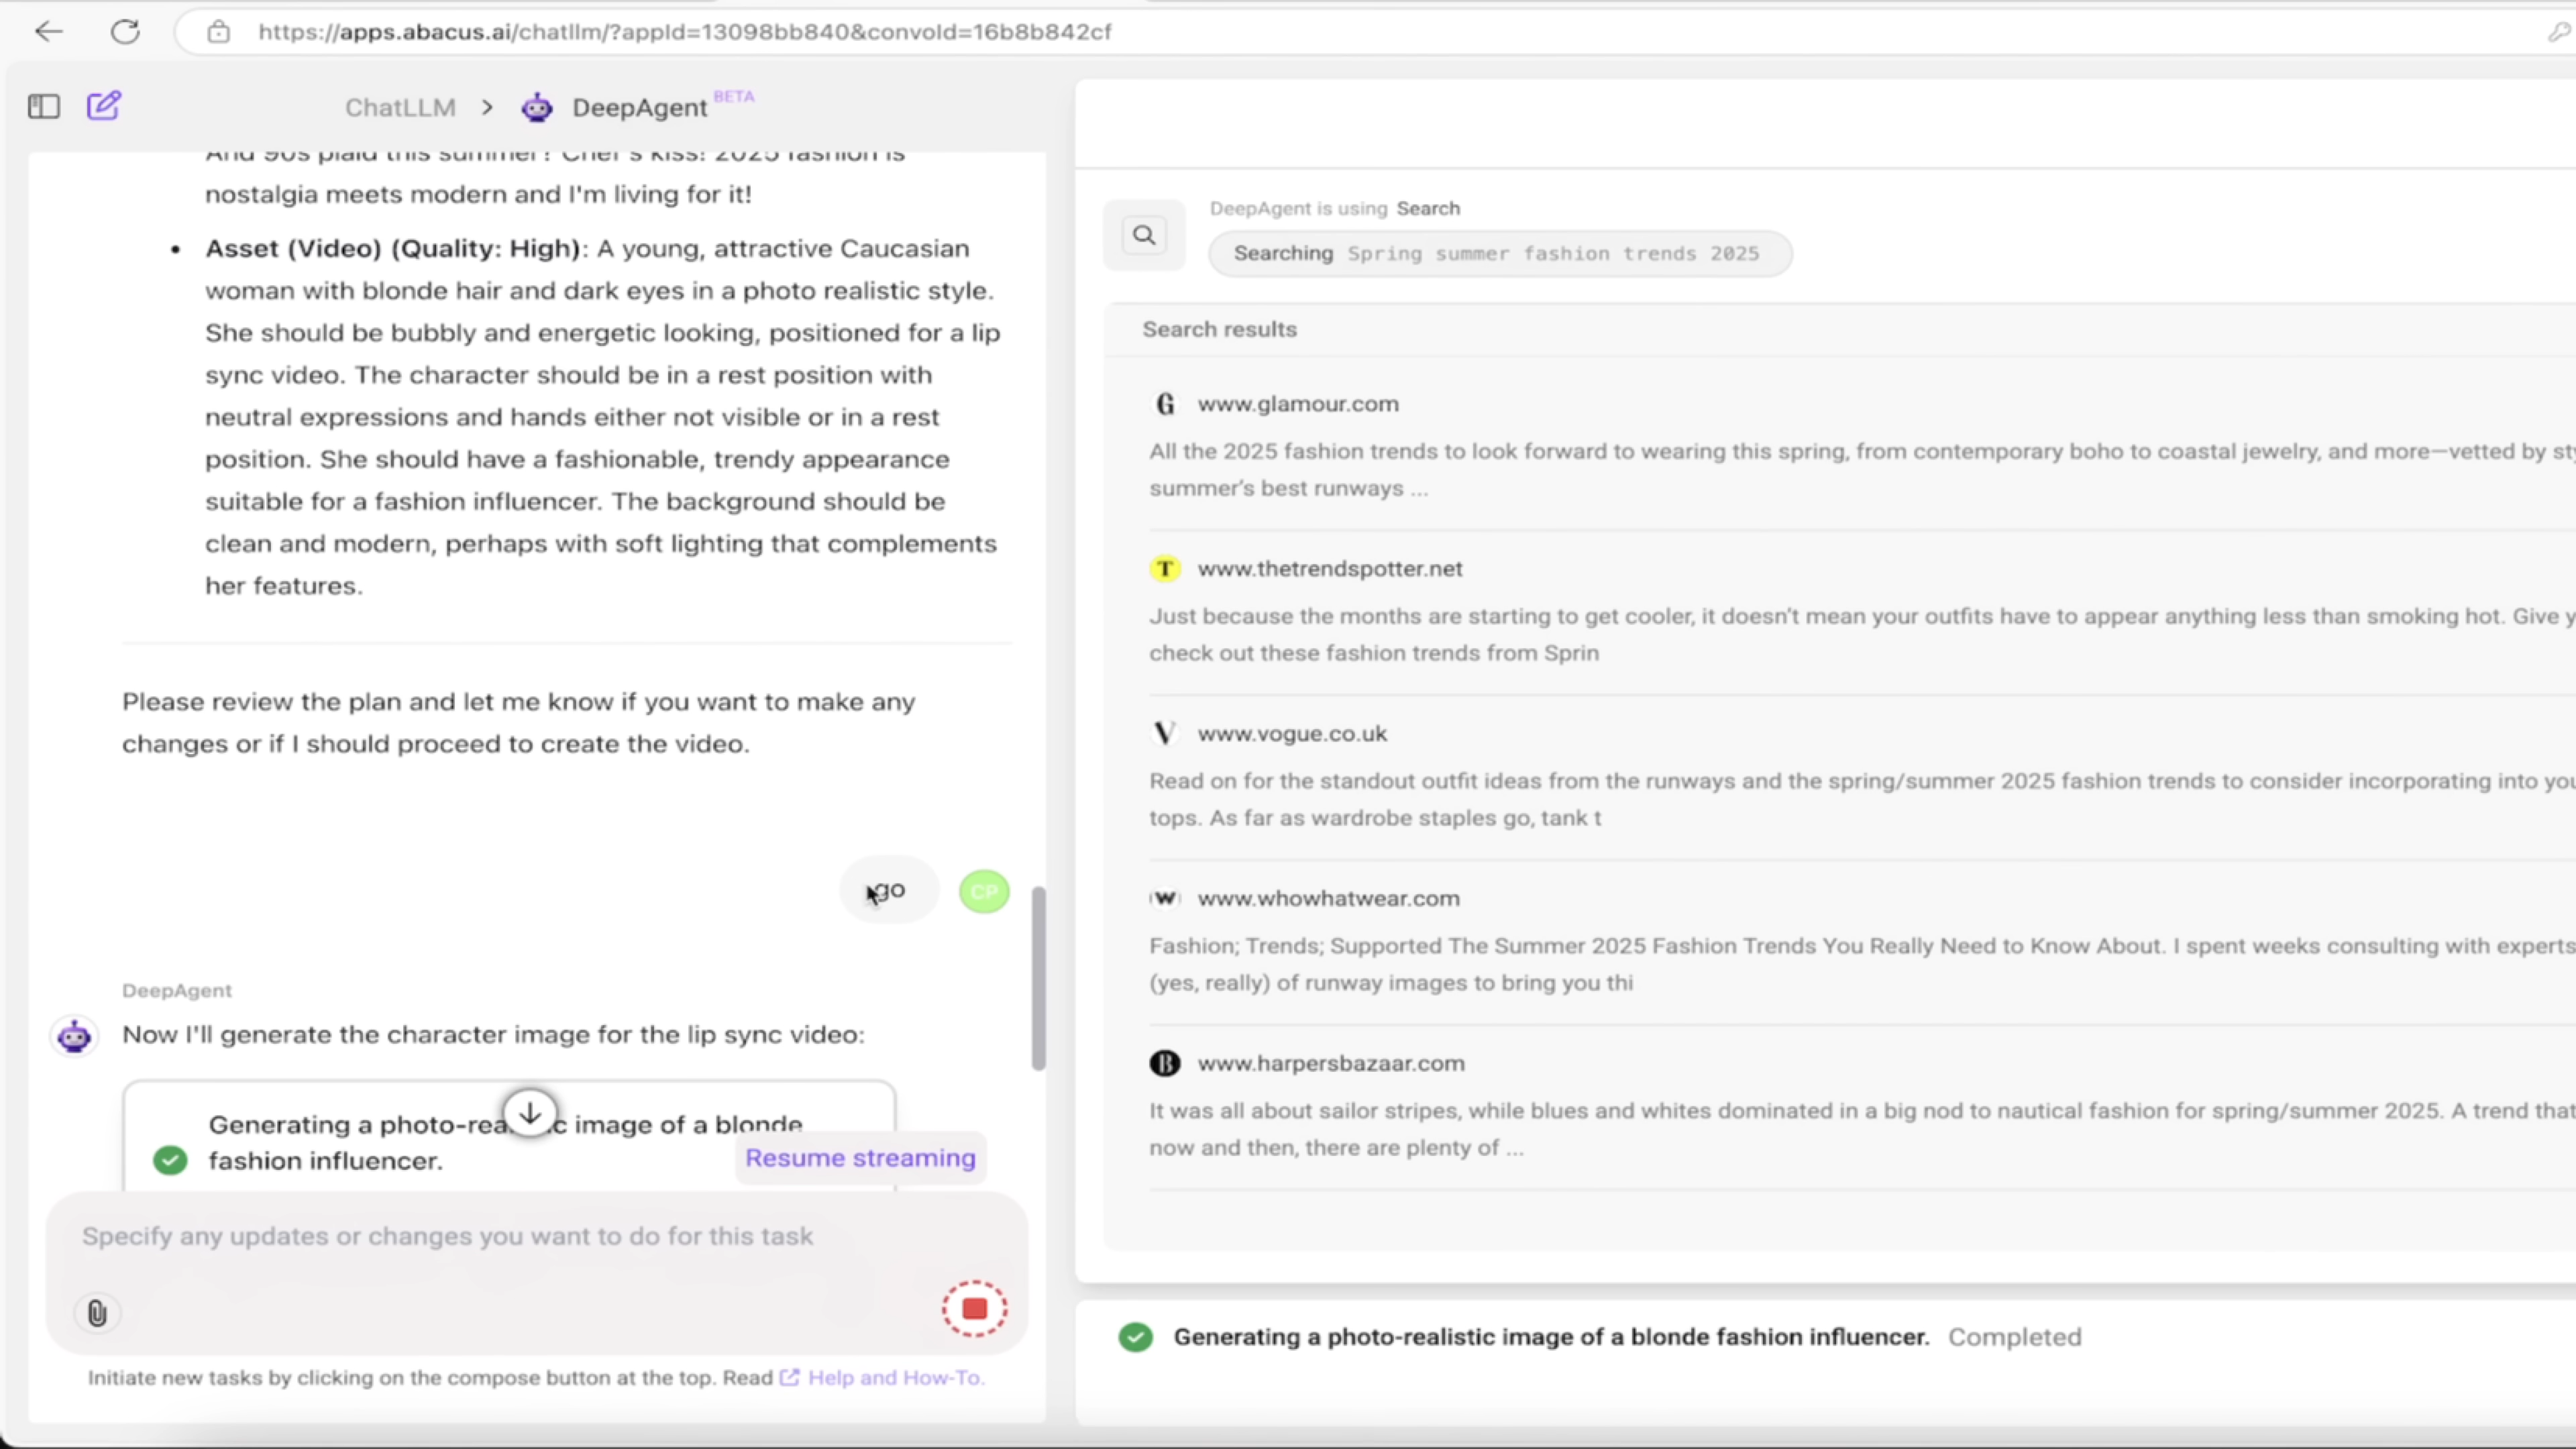 https://apps.abacus.ai/chatllm/?appId=13098bb840&convoId=16b8b842cf
ChatLLM > DeepAgent BETA
And 90s plaid this summer? Chef's kiss! 2025 fashion is
nostalgia meets modern and I'm living for it!
• Asset (Video) (Quality: High): A young, attractive Caucasian
woman with blonde hair and dark eyes in a photo realistic style.
She should be bubbly and energetic looking, positioned for a lip
sync video. The character should be in a rest position with
neutral expressions and hands either not visible or in a rest
position. She should have a fashionable, trendy appearance
suitable for a fashion influencer. The background should be
clean and modern, perhaps with soft lighting that complements
her features.
Please review the plan and let me know if you want to make any
changes or if I should proceed to create the video.
go
CP
DeepAgent
Now I'll generate the character image for the lip sync video:
Generating a photo-rea c image of a blonde
fashion influencer.
Resume streaming
Specify any updates or changes you want to do for this task
Initiate new tasks by clicking on the compose button at the top. Read Help and How-To.
DeepAgent is using Search
Searching Spring summer fashion trends 2025
Search results
G www.glamour.com
All the 2025 fashion trends to look forward to wearing this spring, from contemporary boho to coastal jewelry, and more—vetted by sty
summer's best runways ...
T www.thetrendspotter.net
Just because the months are starting to get cooler, it doesn't mean your outfits have to appear anything less than smoking hot. Give y
check out these fashion trends from Sprin
V www.vogue.co.uk
Read on for the standout outfit ideas from the runways and the spring/summer 2025 fashion trends to consider incorporating into you
tops. As far as wardrobe staples go, tank t
W www.whowhatwear.com
Fashion; Trends; Supported The Summer 2025 Fashion Trends You Really Need to Know About. I spent weeks consulting with experts
(yes, really) of runway images to bring you thi
B www.harpersbazaar.com
It was all about sailor stripes, while blues and whites dominated in a big nod to nautical fashion for spring/summer 2025. A trend that
now and then, there are plenty of ...
Generating a photo-realistic image of a blonde fashion influencer. Completed